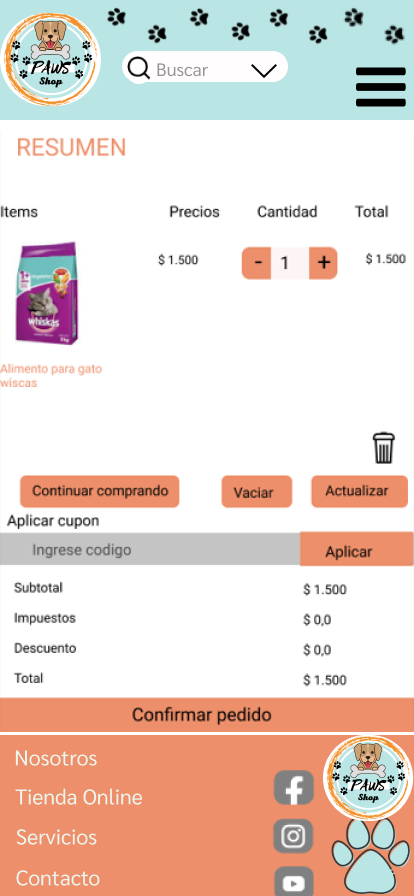 PAWS
Shop
Buscar
RESUMEN
Items Precios Cantidad Total
$ 1.500 - 1 + $ 1.500
1+
whiskas
Alimento para gato
wiscas
Continuar comprando Vaciar Actualizar
Aplicar cupon
Ingrese codigo Aplicar
Subtotal $ 1.500
Impuestos $ 0,0
Descuento $ 0,0
Total $ 1.500
Confirmar pedido
Nosotros
Tienda Online
Servicios
Contacto
PAWS
Shop